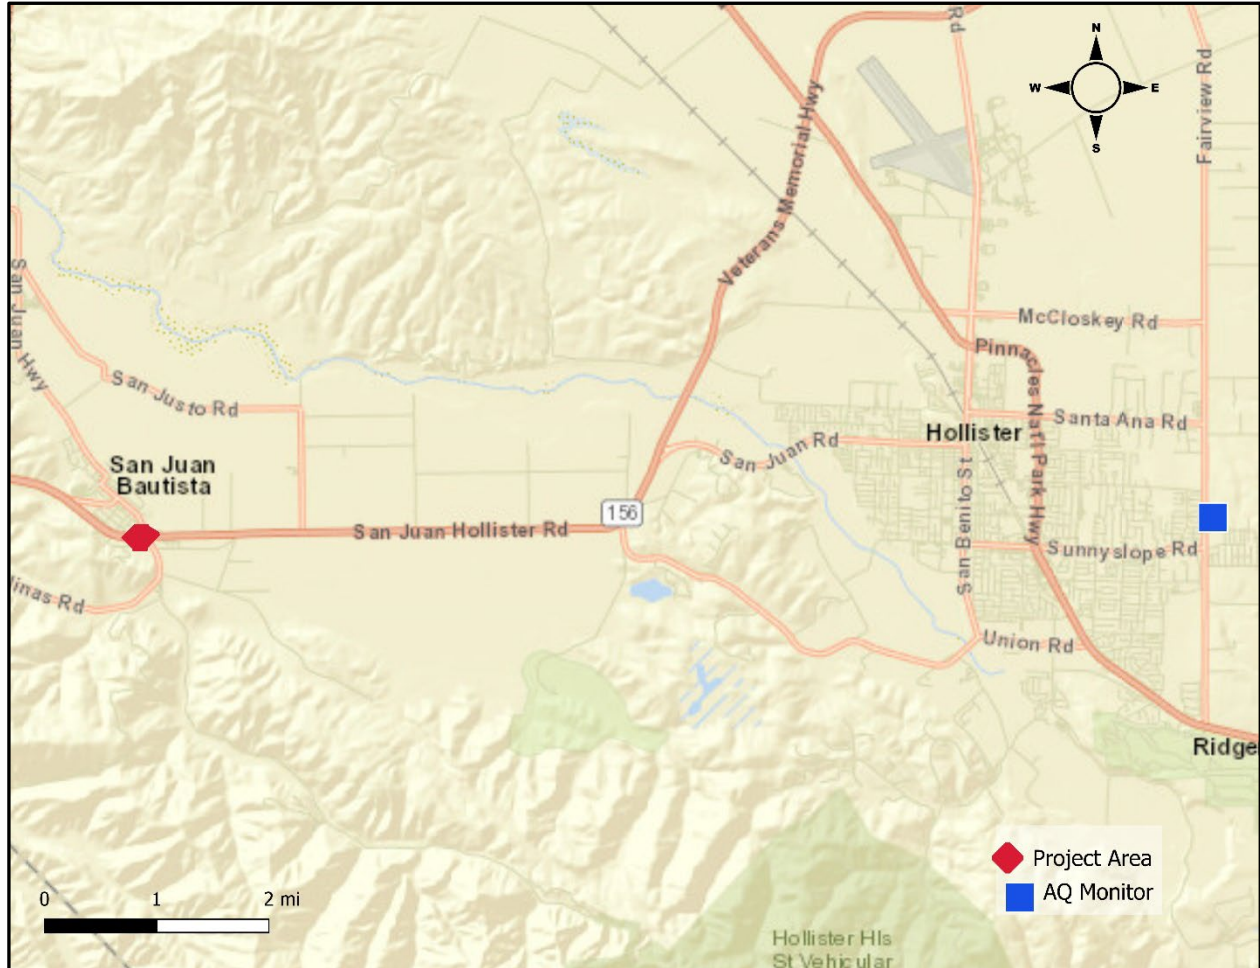 Rd
N
W
E
S
Fairview Rd
Veterans Memorial Hwy
San Juan Hwy
McCloskey Rd
Pinnacles Nat'l Park Hwy
San Justo Rd
Santa Ana Rd
Hollister
San Juan Rd
San Juan
Bautista
San Benito St
156
San Juan Hollister Rd
Sunnyslope Rd
linas Rd
Union Rd
Ridge
Project Area
AQ Monitor
0
1
2 mi
Hollister Hls
St Vehicular